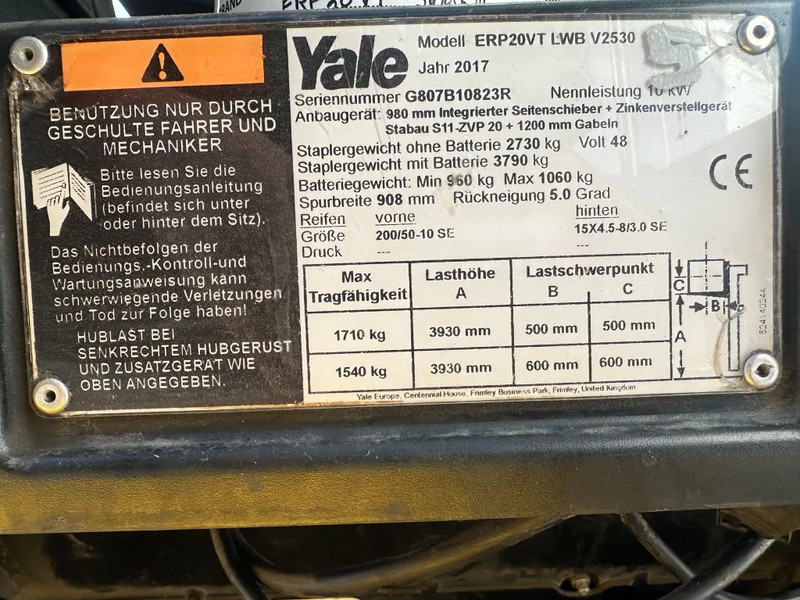 BENUTZUNG NUR DURCH
GESCHULTE FAHRER UND
MECHANIKER
Bitte lesen Sie die
Bedienungsanleitung
(befindet sich unter
oder hinter dem Sitz).
Das Nichtbefolgen der
Bedienungs.-Kontroll-und
Wartungsanweisung kann
schwerwiegende Verletzungen
und Tod zur Folge haben!
HUBLAST BEI
SENKRECHTEM HUBGERUST
UND ZUSATZGERÄT WIE
OBEN ANGEGEBEN.
Yale
Modell ERP20VT LWB V2530
Jahr 2017
Seriennummer G807B10823R Nennleistung 10 kW
Anbaugerät: 980 mm Integrierter Seitenschieber + Zinkenverstellgerät
Stabau S11-ZVP 20 + 1200 mm Gabeln
Staplergewicht ohne Batterie 2730 kg Volt 48
Staplergewicht mit Batterie 3790 kg
Batteriegewicht: Min 960 kg Max 1060 kg
Spurbreite 908 mm Rückneigung 5.0 Grad
Reifen vorne hinten
Größe 200/50-10 SE 15X4.5-8/3.0 SE
Druck --- ---
Max Tragfähigkeit Lasthöhe A Lastschwerpunkt B C
1710 kg 3930 mm 500 mm 500 mm
1540 kg 3930 mm 600 mm 600 mm
C
B
A
524140244
CE
Yale Europe, Centennial House, Frimley Business Park, Frimley, United Kingdom